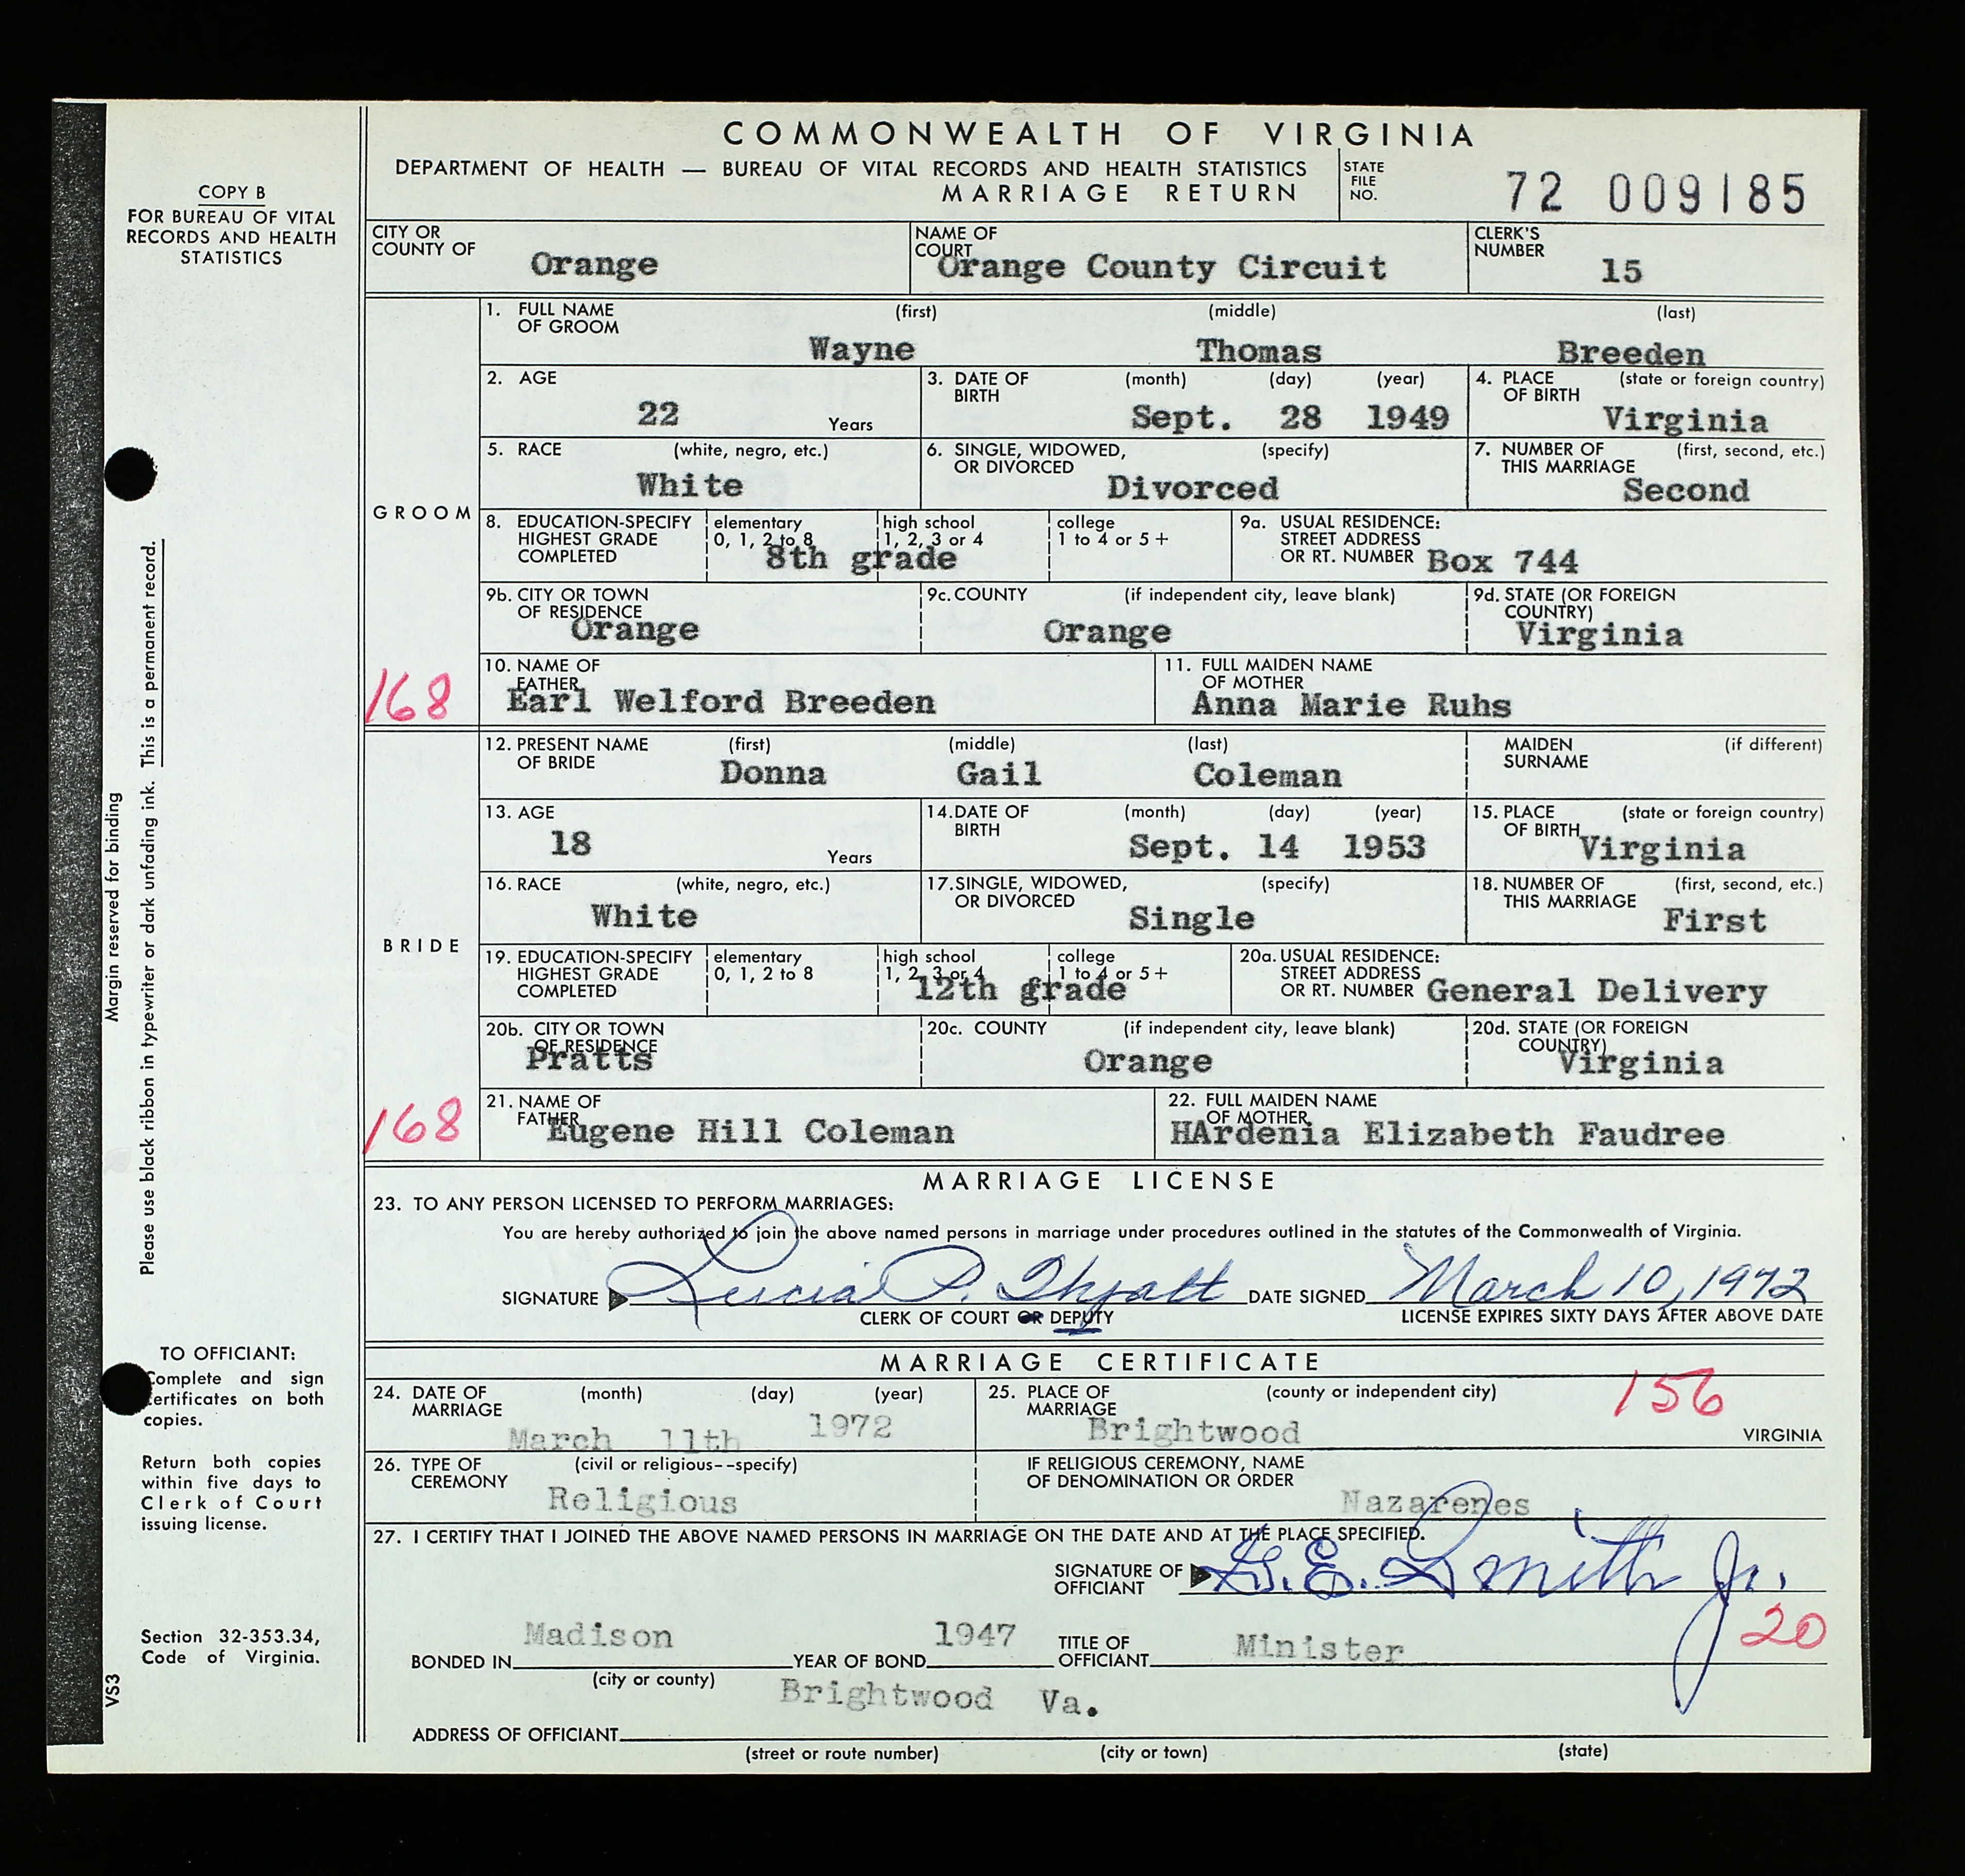 COMMONWEALTH OF VIRGINIA
DEPARTMENT OF HEALTH — BUREAU OF VITAL RECORDS AND HEALTH STATISTICS
MARRIAGE RETURN
STATE FILE NO. 72 009185
COPY B
FOR BUREAU OF VITAL
RECORDS AND HEALTH
STATISTICS
CITY OR COUNTY OF Orange
NAME OF COURT Orange County Circuit
CLERK'S NUMBER 15
GROOM
1. FULL NAME OF GROOM (first) (middle) (last)
Wayne Thomas Breeden
2. AGE 22 Years
3. DATE OF BIRTH (month) (day) (year) Sept. 28 1949
4. PLACE OF BIRTH (state or foreign country) Virginia
5. RACE (white, negro, etc.) White
6. SINGLE, WIDOWED, OR DIVORCED (specify) Divorced
7. NUMBER OF THIS MARRIAGE (first, second, etc.) Second
8. EDUCATION-SPECIFY HIGHEST GRADE COMPLETED elementary 0, 1, 2 to 8 high school 1, 2, 3 or 4 college 1 to 4 or 5+
8th grade
9a. USUAL RESIDENCE: STREET ADDRESS OR RT. NUMBER Box 744
9b. CITY OR TOWN OF RESIDENCE Orange
9c. COUNTY (if independent city, leave blank) Orange
9d. STATE (OR FOREIGN COUNTRY) Virginia
168
10. NAME OF FATHER Earl Welford Breeden
11. FULL MAIDEN NAME OF MOTHER Anna Marie Ruhs
BRIDE
12. PRESENT NAME OF BRIDE (first) (middle) (last) MAIDEN SURNAME (if different)
Donna Gail Coleman
13. AGE 18 Years
14. DATE OF BIRTH (month) (day) (year) Sept. 14 1953
15. PLACE OF BIRTH (state or foreign country) Virginia
16. RACE (white, negro, etc.) White
17. SINGLE, WIDOWED, OR DIVORCED (specify) Single
18. NUMBER OF THIS MARRIAGE (first, second, etc.) First
19. EDUCATION-SPECIFY HIGHEST GRADE COMPLETED elementary 0, 1, 2 to 8 high school 1, 2, 3 or 4 college 1 to 4 or 5+
12th grade
20a. USUAL RESIDENCE: STREET ADDRESS OR RT. NUMBER General Delivery
20b. CITY OR TOWN OF RESIDENCE Pratts
20c. COUNTY (if independent city, leave blank) Orange
20d. STATE (OR FOREIGN COUNTRY) Virginia
168
21. NAME OF FATHER Eugene Hill Coleman
22. FULL MAIDEN NAME OF MOTHER HArdenia Elizabeth Faudree
MARRIAGE LICENSE
23. TO ANY PERSON LICENSED TO PERFORM MARRIAGES:
You are hereby authorized to join the above named persons in marriage under procedures outlined in the statutes of the Commonwealth of Virginia.
SIGNATURE P. DATE SIGNED March 10, 1972
CLERK OF COURT OR DEPUTY LICENSE EXPIRES SIXTY DAYS AFTER ABOVE DATE
MARRIAGE CERTIFICATE
24. DATE OF MARRIAGE (month) (day) (year) March 11th 1972
25. PLACE OF MARRIAGE (county or independent city) 156
Brightwood VIRGINIA
26. TYPE OF CEREMONY (civil or religious--specify) Religious
IF RELIGIOUS CEREMONY, NAME OF DENOMINATION OR ORDER Nazarenes
27. I CERTIFY THAT I JOINED THE ABOVE NAMED PERSONS IN MARRIAGE ON THE DATE AND AT THE PLACE SPECIFIED.
SIGNATURE OF OFFICIANT E. Smith Jr.
20
BONDED IN Madison YEAR OF BOND 1947 TITLE OF OFFICIANT Minister
(city or county)
Brightwood Va.
ADDRESS OF OFFICIANT
(street or route number) (city or town) (state)
Margin reserved for binding
Please use black ribbon in typewriter or dark unfading ink. This is a permanent record.
TO OFFICIANT:
Complete and sign
certificates on both
copies.
Return both copies
within five days to
Clerk of Court
issuing license.
Section 32-353.34,
Code of Virginia.
VS3